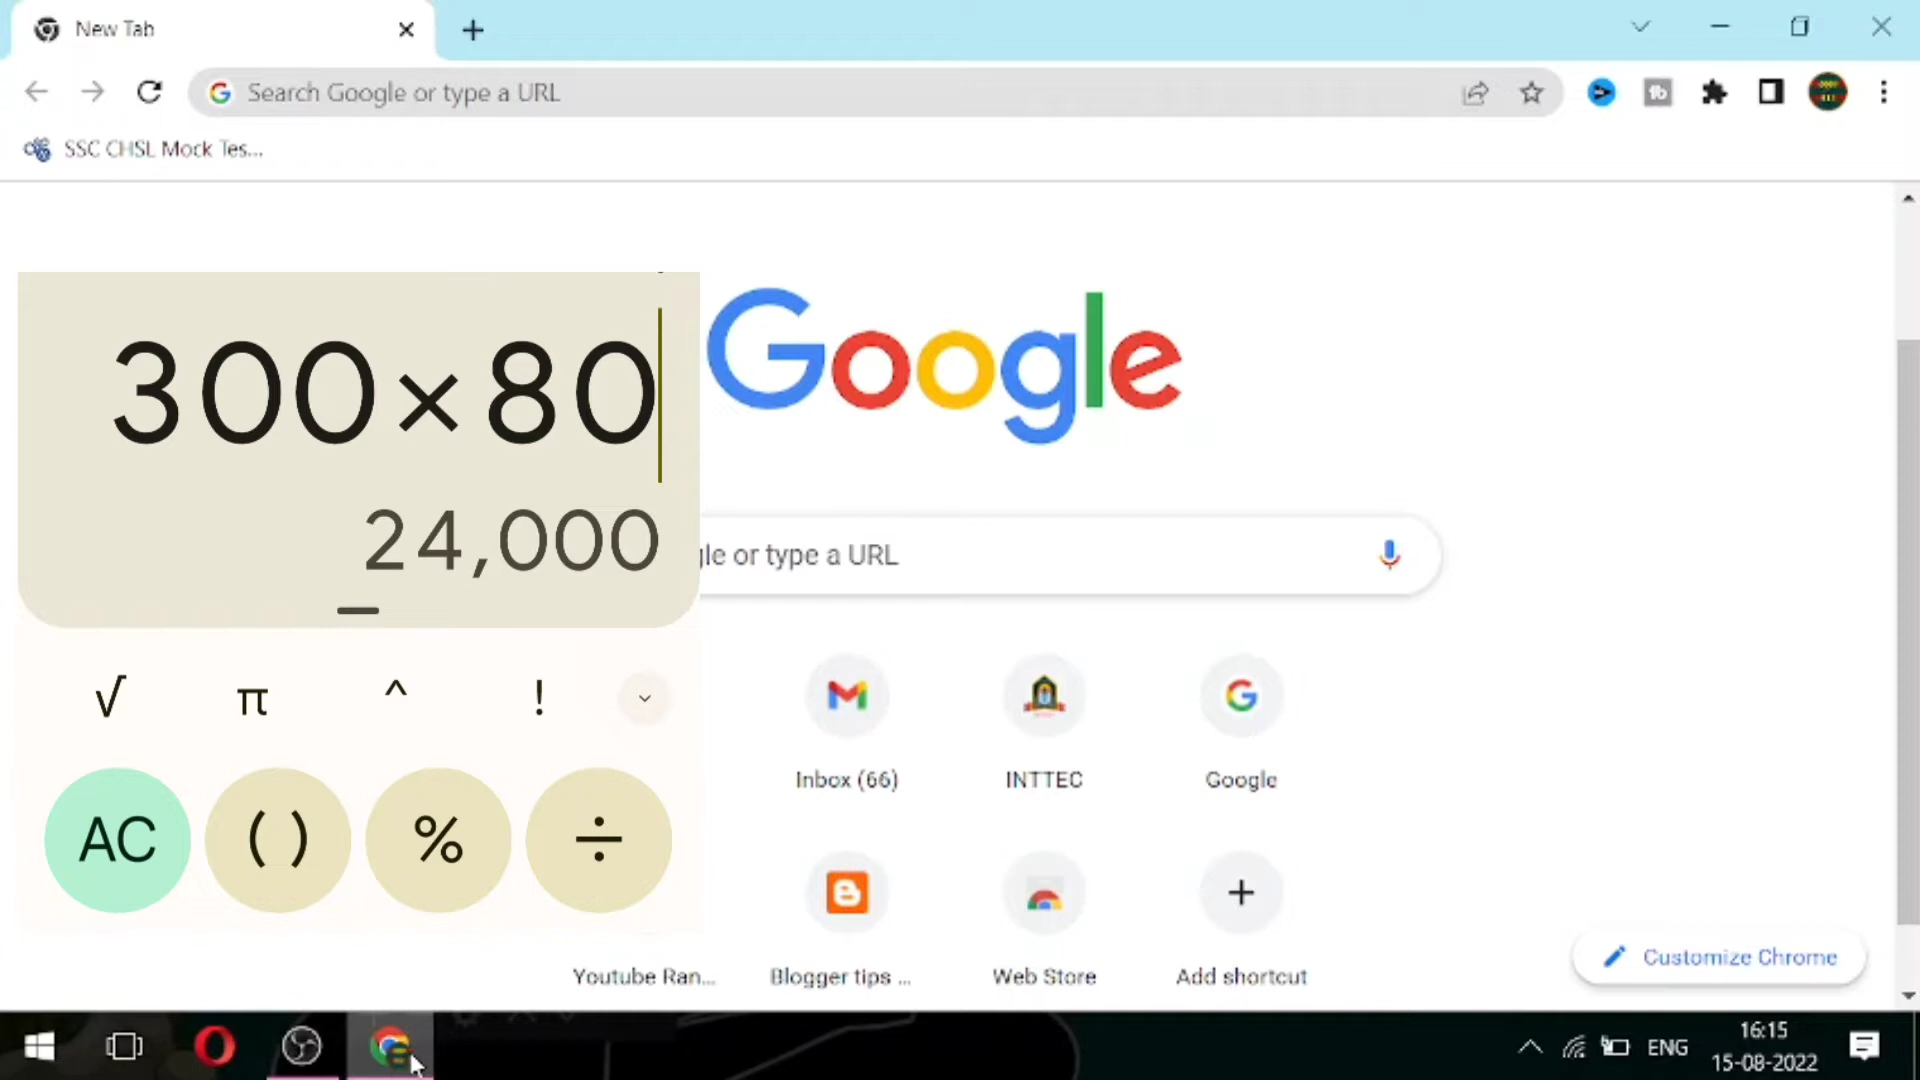 New Tab
Search Google or type a URL
SSC CHSL Mock Tes...
Google
300×80
24,000
gle or type a URL
√ π ^ !
AC ( ) % ÷
Inbox (66)
INTTEC
Google
Youtube Ran...
Blogger tips ...
Web Store
Add shortcut
Customize Chrome
ENG
16:15
15-08-2022